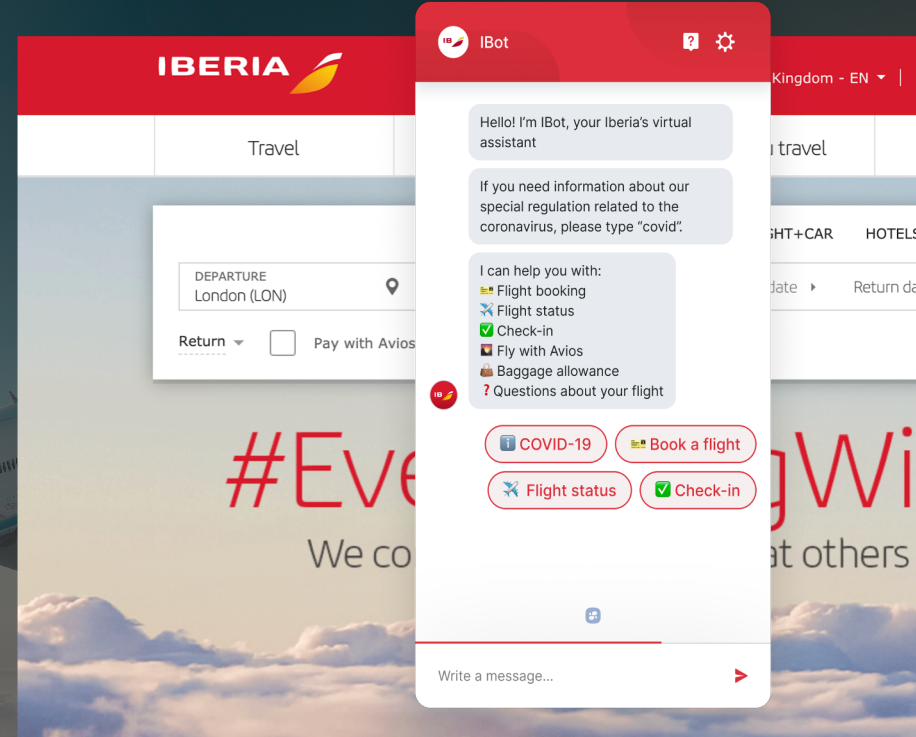 IBERIA
Kingdom - EN
Travel
travel
HT+CAR
HOTELS
DEPARTURE
London (LON)
date
Return da
Return
Pay with Avios
#Eve
gWi
We co
at others
IB
IBot
?
Hello! I'm IBot, your Iberia's virtual
assistant
If you need information about our
special regulation related to the
coronavirus, please type "covid".
I can help you with:
Flight booking
Flight status
Check-in
Fly with Avios
Baggage allowance
❓Questions about your flight
IB
COVID-19
Book a flight
Flight status
Check-in
Write a message...